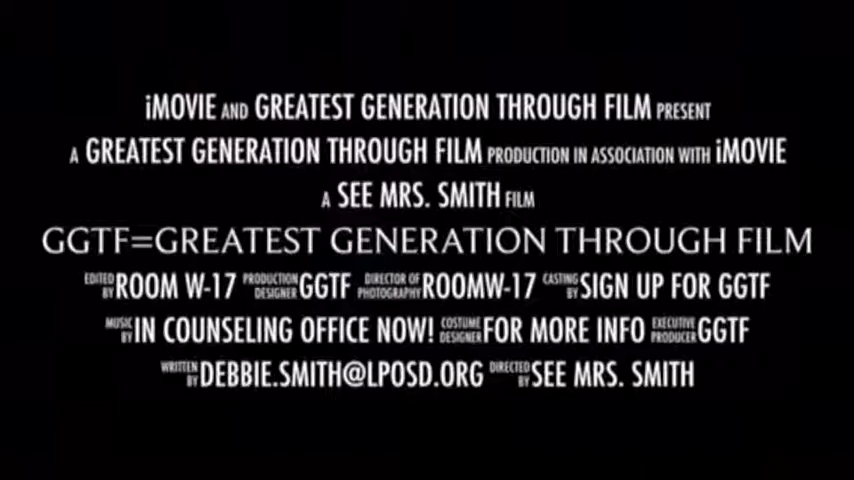 iMOVIE AND GREATEST GENERATION THROUGH FILM PRESENT
A GREATEST GENERATION THROUGH FILM PRODUCTION IN ASSOCIATION WITH iMOVIE
A SEE MRS. SMITH FILM
GGTF=GREATEST GENERATION THROUGH FILM
EDITED BY ROOM W-17 PRODUCTION DESIGNER GGTF DIRECTOR OF PHOTOGRAPHY ROOMW-17 CASTING BY SIGN UP FOR GGTF
MUSIC BY IN COUNSELING OFFICE NOW! COSTUME DESIGNER FOR MORE INFO EXECUTIVE PRODUCER GGTF
WRITTEN BY DEBBIE.SMITH@LPOSD.ORG DIRECTED BY SEE MRS. SMITH